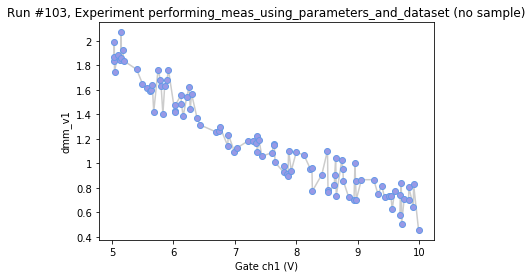 Run #103, Experiment performing_meas_using_parameters_and_dataset (no sample)
2
1.8
1.6
1.4
1.2
1
0.8
0.6
0.4
dmm_v1
5 6 7 8 9 10
Gate ch1 (V)